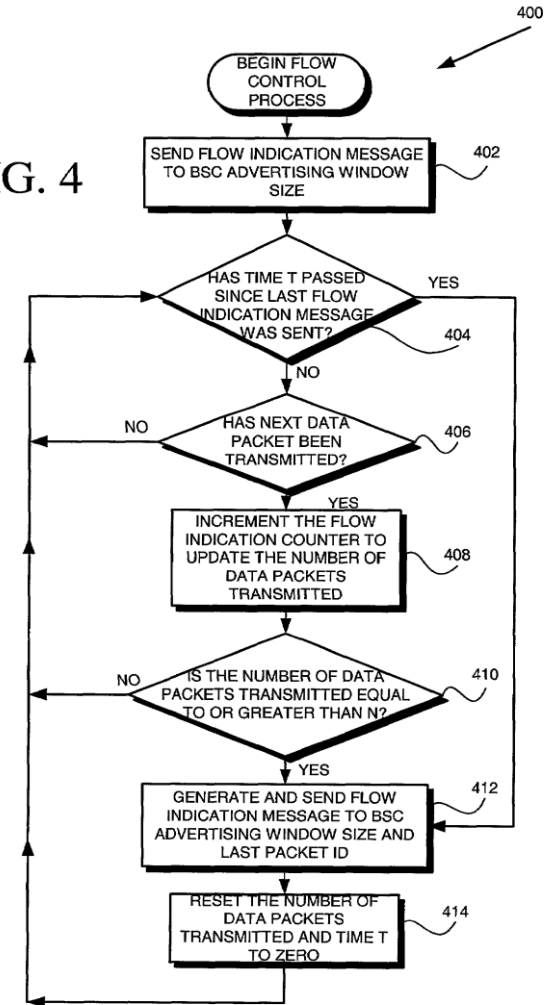 400
BEGIN FLOW
CONTROL
PROCESS
G. 4
SEND FLOW INDICATION MESSAGE
TO BSC ADVERTISING WINDOW
SIZE
402
HAS TIME T PASSED
SINCE LAST FLOW
INDICATION MESSAGE
WAS SENT?
YES
404
NO
HAS NEXT DATA
PACKET BEEN
TRANSMITTED?
NO
406
YES
INCREMENT THE FLOW
INDICATION COUNTER TO
UPDATE THE NUMBER OF
DATA PACKETS
TRANSMITTED
408
NO
IS THE NUMBER OF DATA
PACKETS TRANSMITTED EQUAL
TO OR GREATER THAN N?
410
YES
GENERATE AND SEND FLOW
INDICATION MESSAGE TO BSC
ADVERTISING WINDOW SIZE AND
LAST PACKET ID
412
RESET THE NUMBER OF
DATA PACKETS
TRANSMITTED AND TIME T
TO ZERO
414